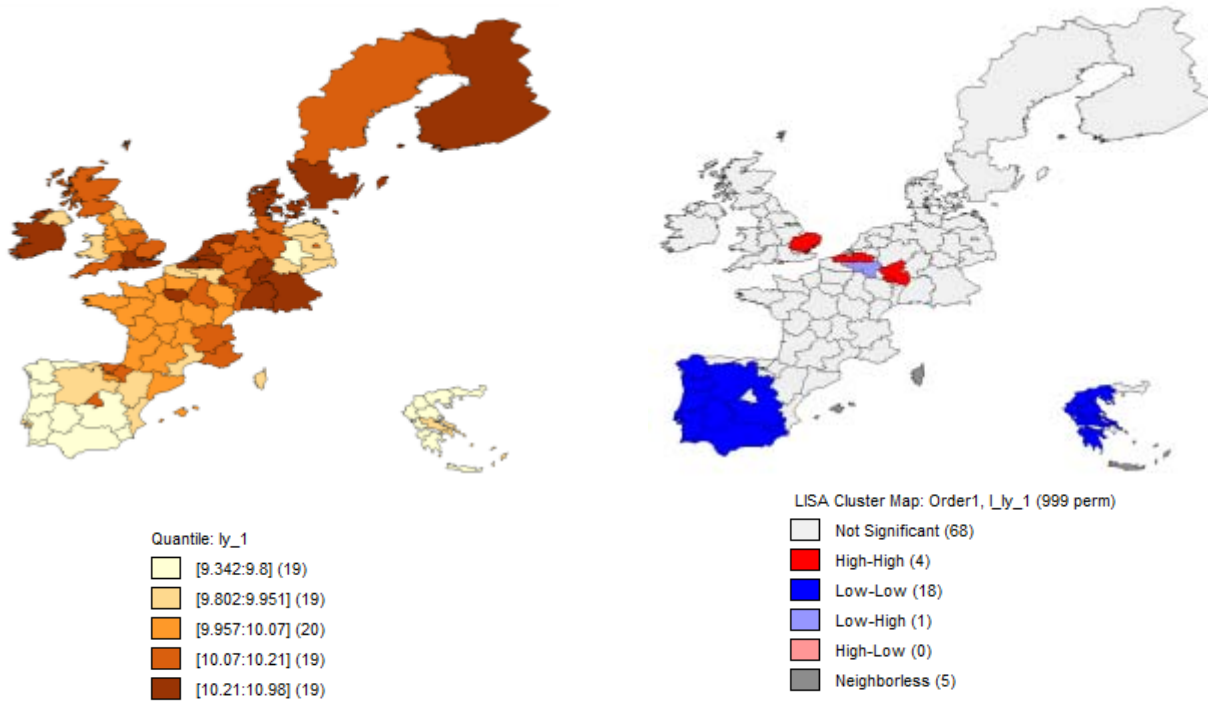 Quantile: ly_1
[9.342:9.8] (19)
[9.802:9.951] (19)
[9.957:10.07] (20)
[10.07:10.21] (19)
[10.21:10.98] (19)
LISA Cluster Map: Order1, I_ly_1 (999 perm)
Not Significant (68)
High-High (4)
Low-Low (18)
Low-High (1)
High-Low (0)
Neighborless (5)